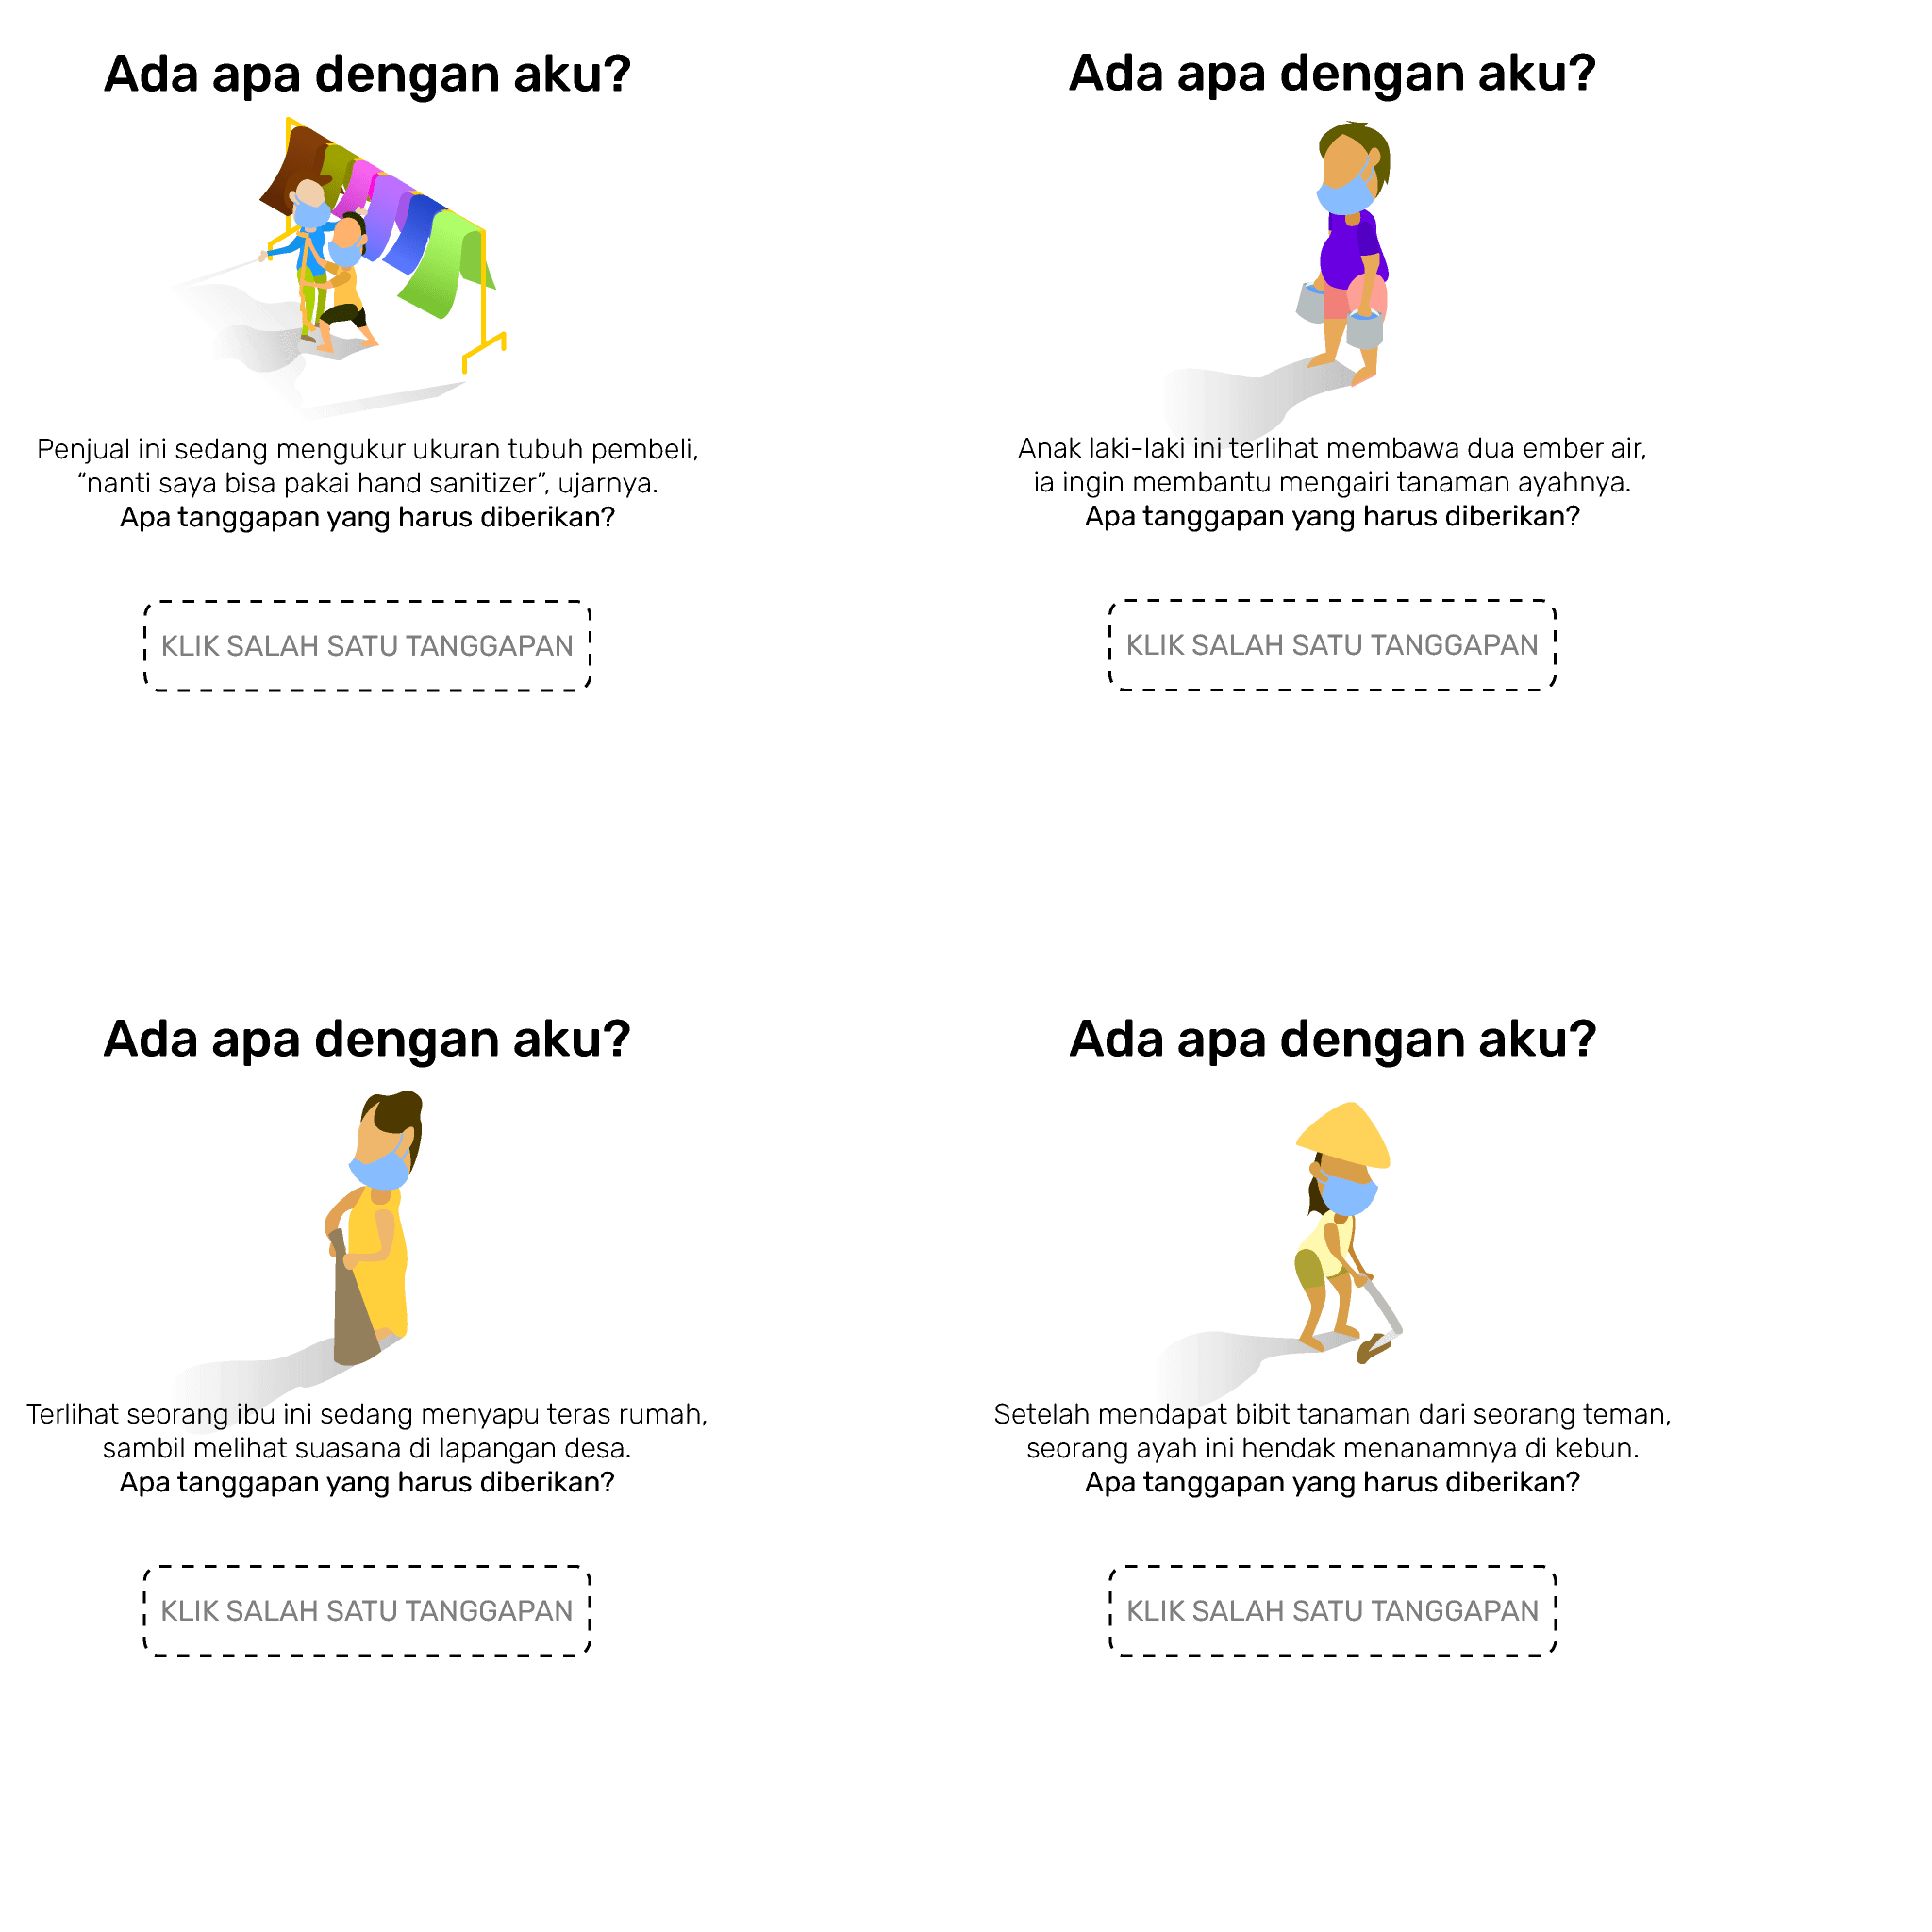 Ada apa dengan aku?
Penjual ini sedang mengukur ukuran tubuh pembeli,
“nanti saya bisa pakai hand sanitizer”, ujarnya.
Apa tanggapan yang harus diberikan?
KLIK SALAH SATU TANGGAPAN
Ada apa dengan aku?
Anak laki-laki ini terlihat membawa dua ember air,
ia ingin membantu mengairi tanaman ayahnya.
Apa tanggapan yang harus diberikan?
KLIK SALAH SATU TANGGAPAN
Ada apa dengan aku?
Terlihat seorang ibu ini sedang menyapu teras rumah,
sambil melihat suasana di lapangan desa.
Apa tanggapan yang harus diberikan?
KLIK SALAH SATU TANGGAPAN
Ada apa dengan aku?
Setelah mendapat bibit tanaman dari seorang teman,
seorang ayah ini hendak menanamnya di kebun.
Apa tanggapan yang harus diberikan?
KLIK SALAH SATU TANGGAPAN